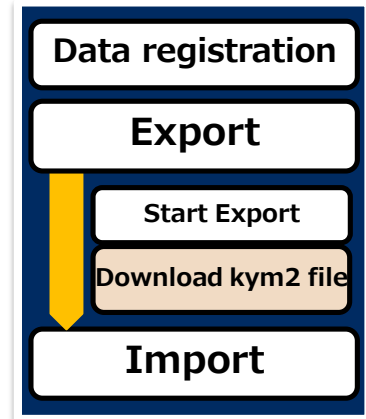 Data registration
Export
Start Export
Download kym2 file
Import